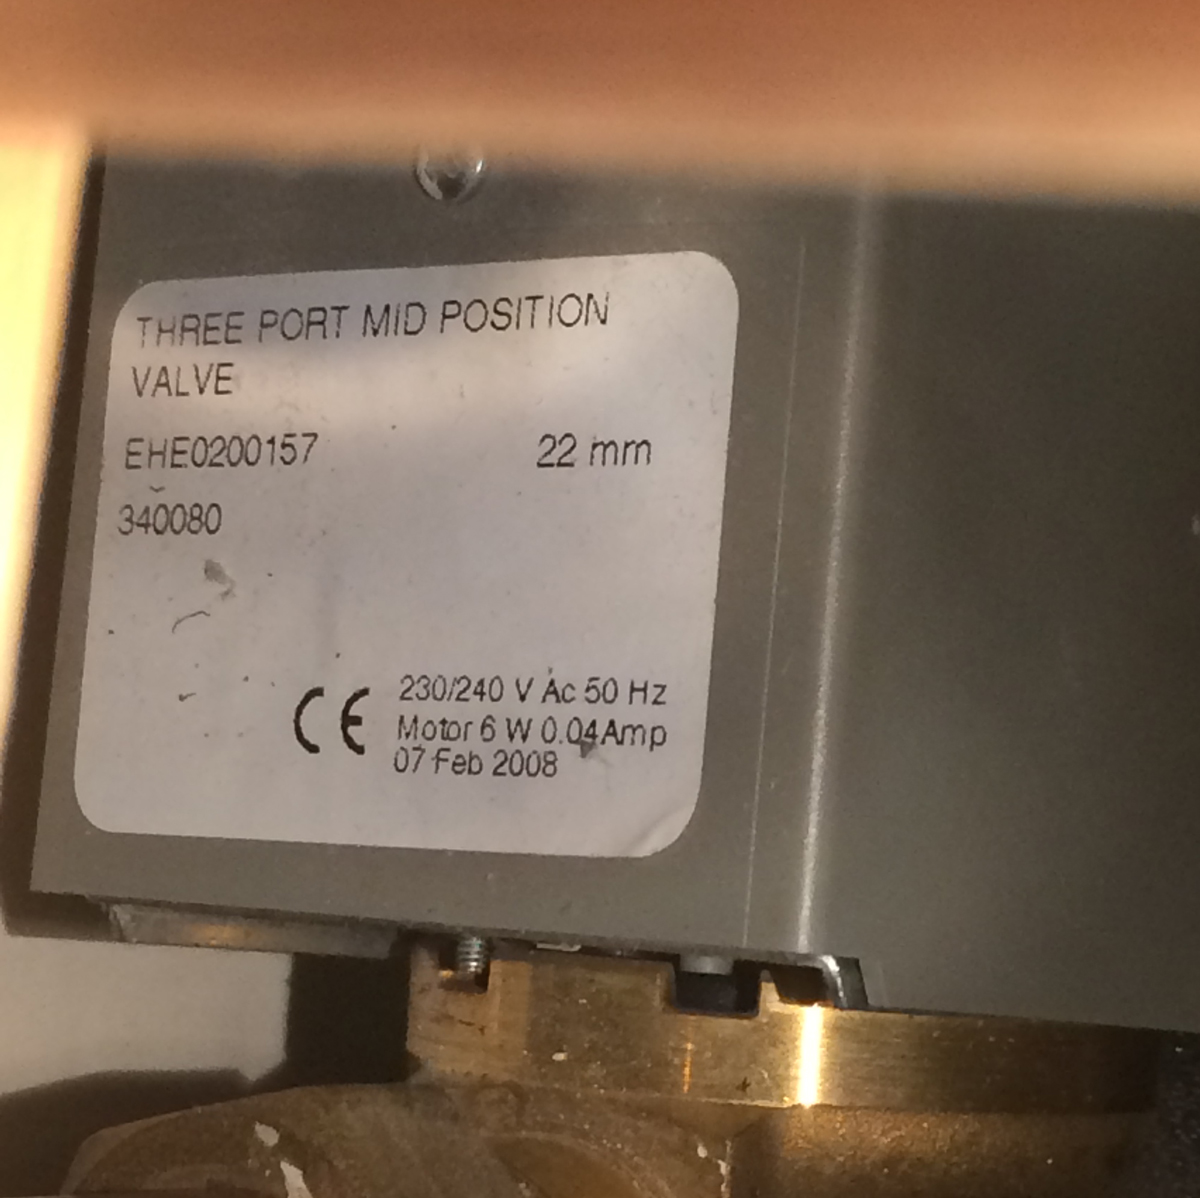 THREE PORT MID POSITION
VALVE
EHE0200157 22 mm
340080
CE 230/240 V Ac 50 Hz
Motor 6 W 0.04Amp
07 Feb 2008